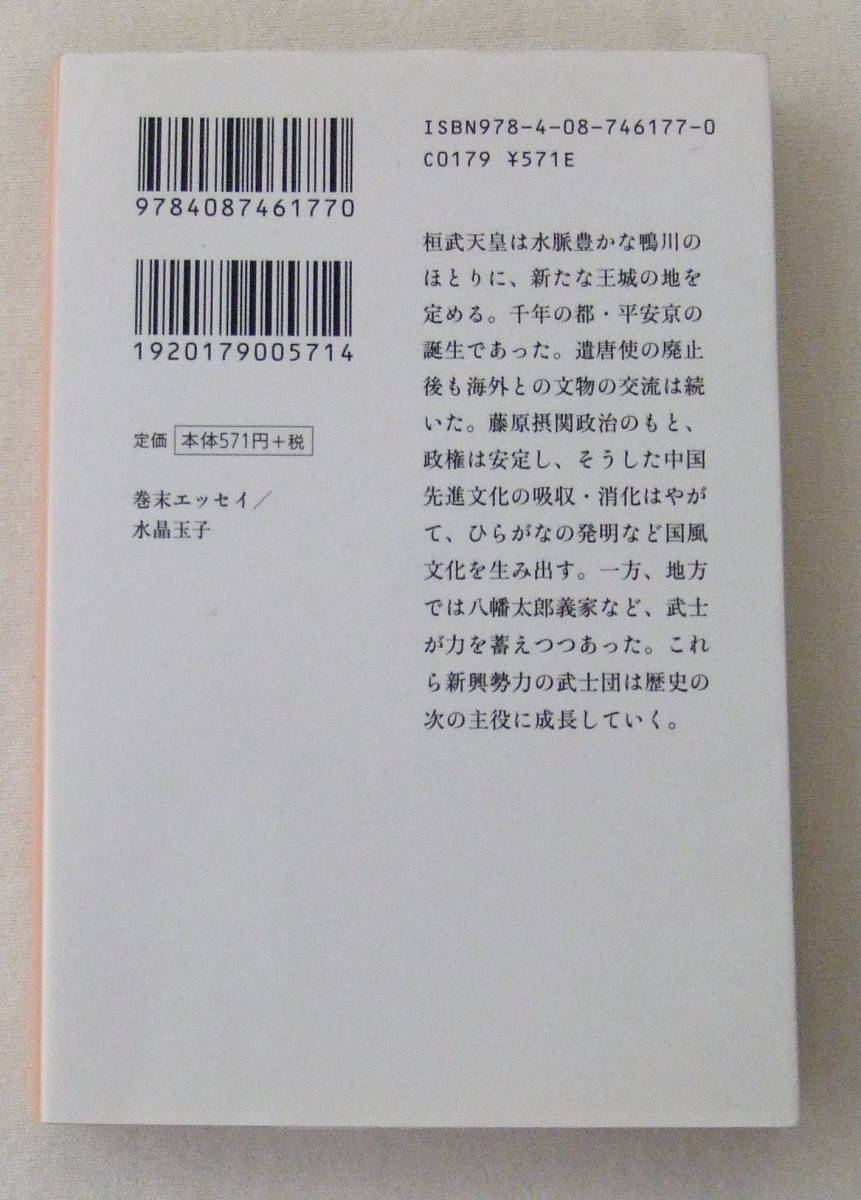 9784087461770
1920179005714
定価 本体571円+税
巻末エッセイ/
水晶玉子
ISBN978-4-08-746177-0
C0179 ¥571E
桓武天皇は水脈豊かな鴨川の
ほとりに、新たな王城の地を
定める。千年の都・平安京の
誕生であった。遣唐使の廃止
後も海外との文物の交流は続
いた。藤原摂関政治のもと、
政権は安定し、そうした中国
先進文化の吸収・消化はやが
て、ひらがなの発明など国風
文化を生み出す。一方、地方
では八幡太郎義家など、武士
が力を蓄えつつあった。これ
ら新興勢力の武士団は歴史の
次の主役に成長していく。